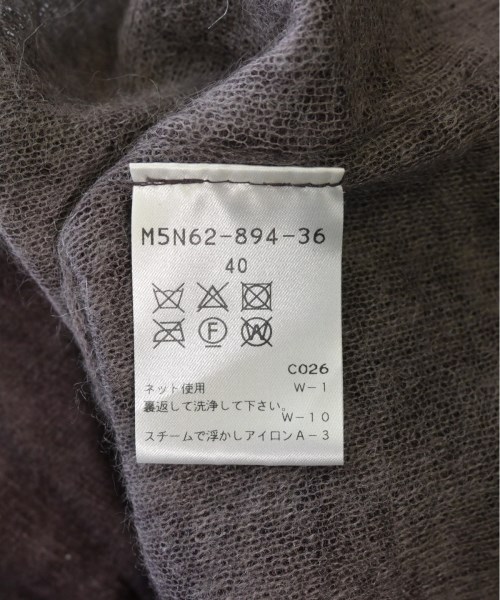 M5N62-894-36
40
F W
C026
ネット使用 W-1
裏返して洗浄して下さい。
W-10
スチームで浮かしアイロンA-3